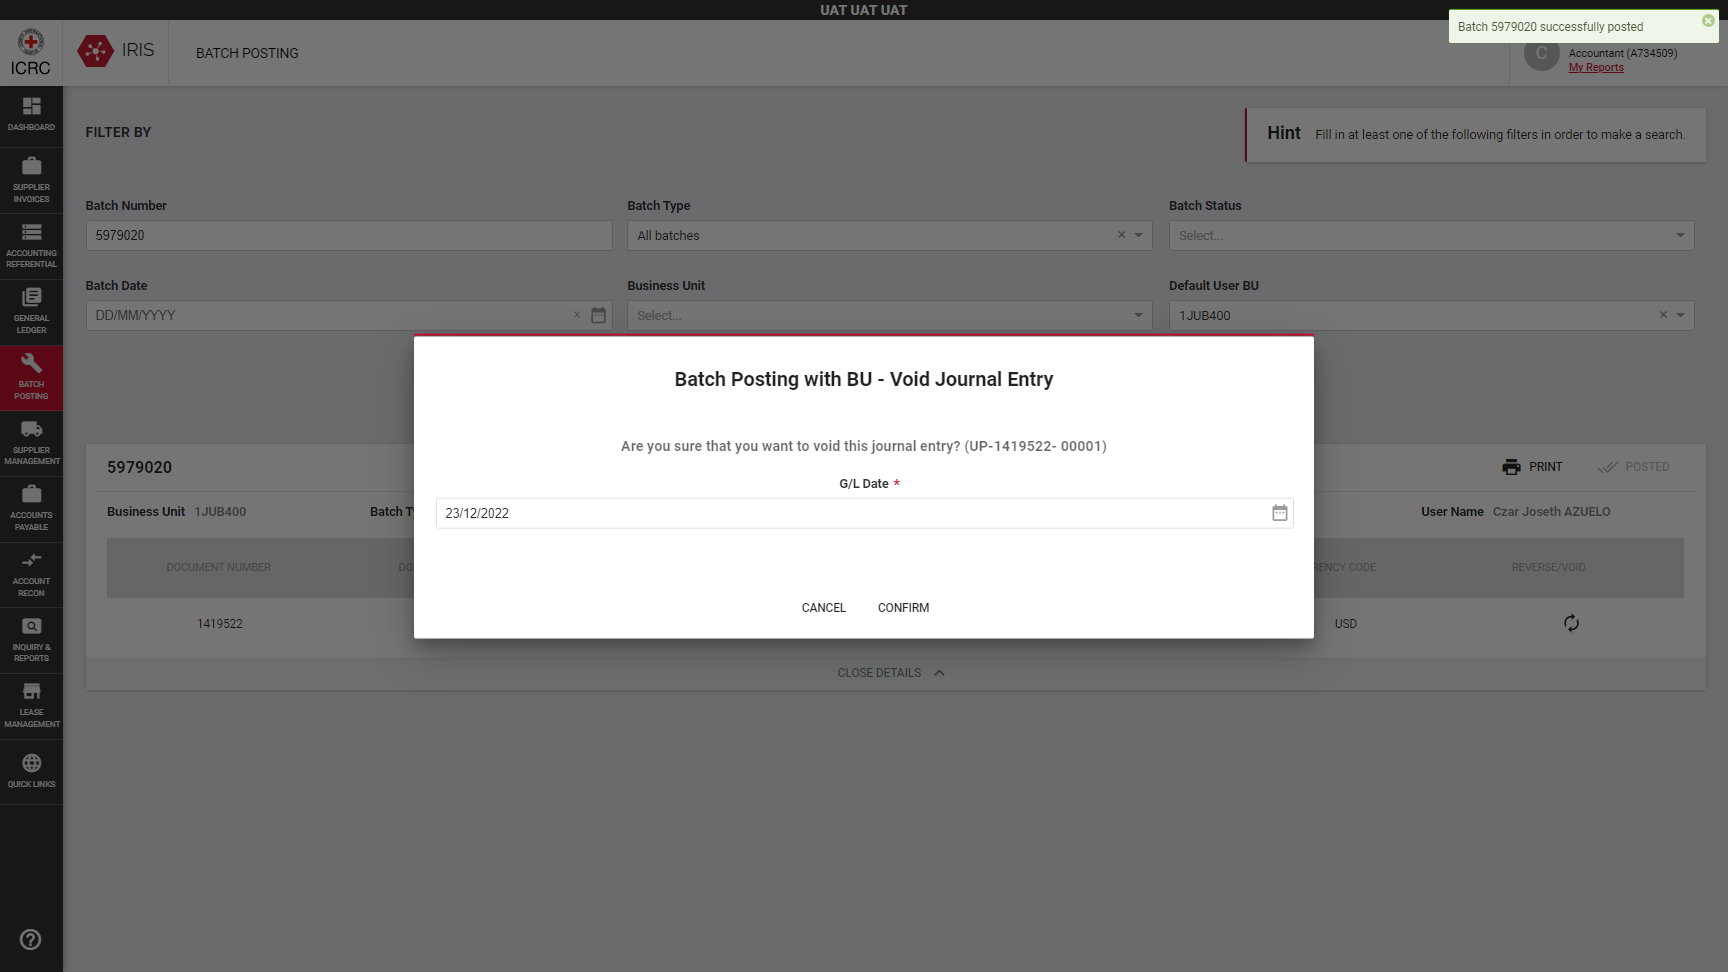 UAT UAT UAT
Batch 5979020 successfully posted
ICRC
IRIS
BATCH POSTING
C
Accountant (A734509)
My Reports
DASHBOARD
SUPPLIER
INVOICES
ACCOUNTING
REFERENTIAL
GENERAL
LEDGER
BATCH
POSTING
SUPPLIER
MANAGEMENT
ACCOUNTS
PAYABLE
ACCOUNT
RECON
INQUIRY &
REPORTS
LEASE
MANAGEMENT
QUICK LINKS
FILTER BY
Hint Fill in at least one of the following filters in order to make a search.
Batch Number Batch Type Batch Status
5979020 All batches Select...
Batch Date Business Unit Default User BU
DD/MM/YYYY Select... 1JUB400
Batch Posting with BU - Void Journal Entry
Are you sure that you want to void this journal entry? (UP-1419522- 00001)
G/L Date *
23/12/2022
CANCEL CONFIRM
5979020 PRINT POSTED
Business Unit 1JUB400 Batch Ty User Name Czar Joseth AZUELO
DOCUMENT NUMBER DO RENCY CODE REVERSE/VOID
1419522 USD
CLOSE DETAILS